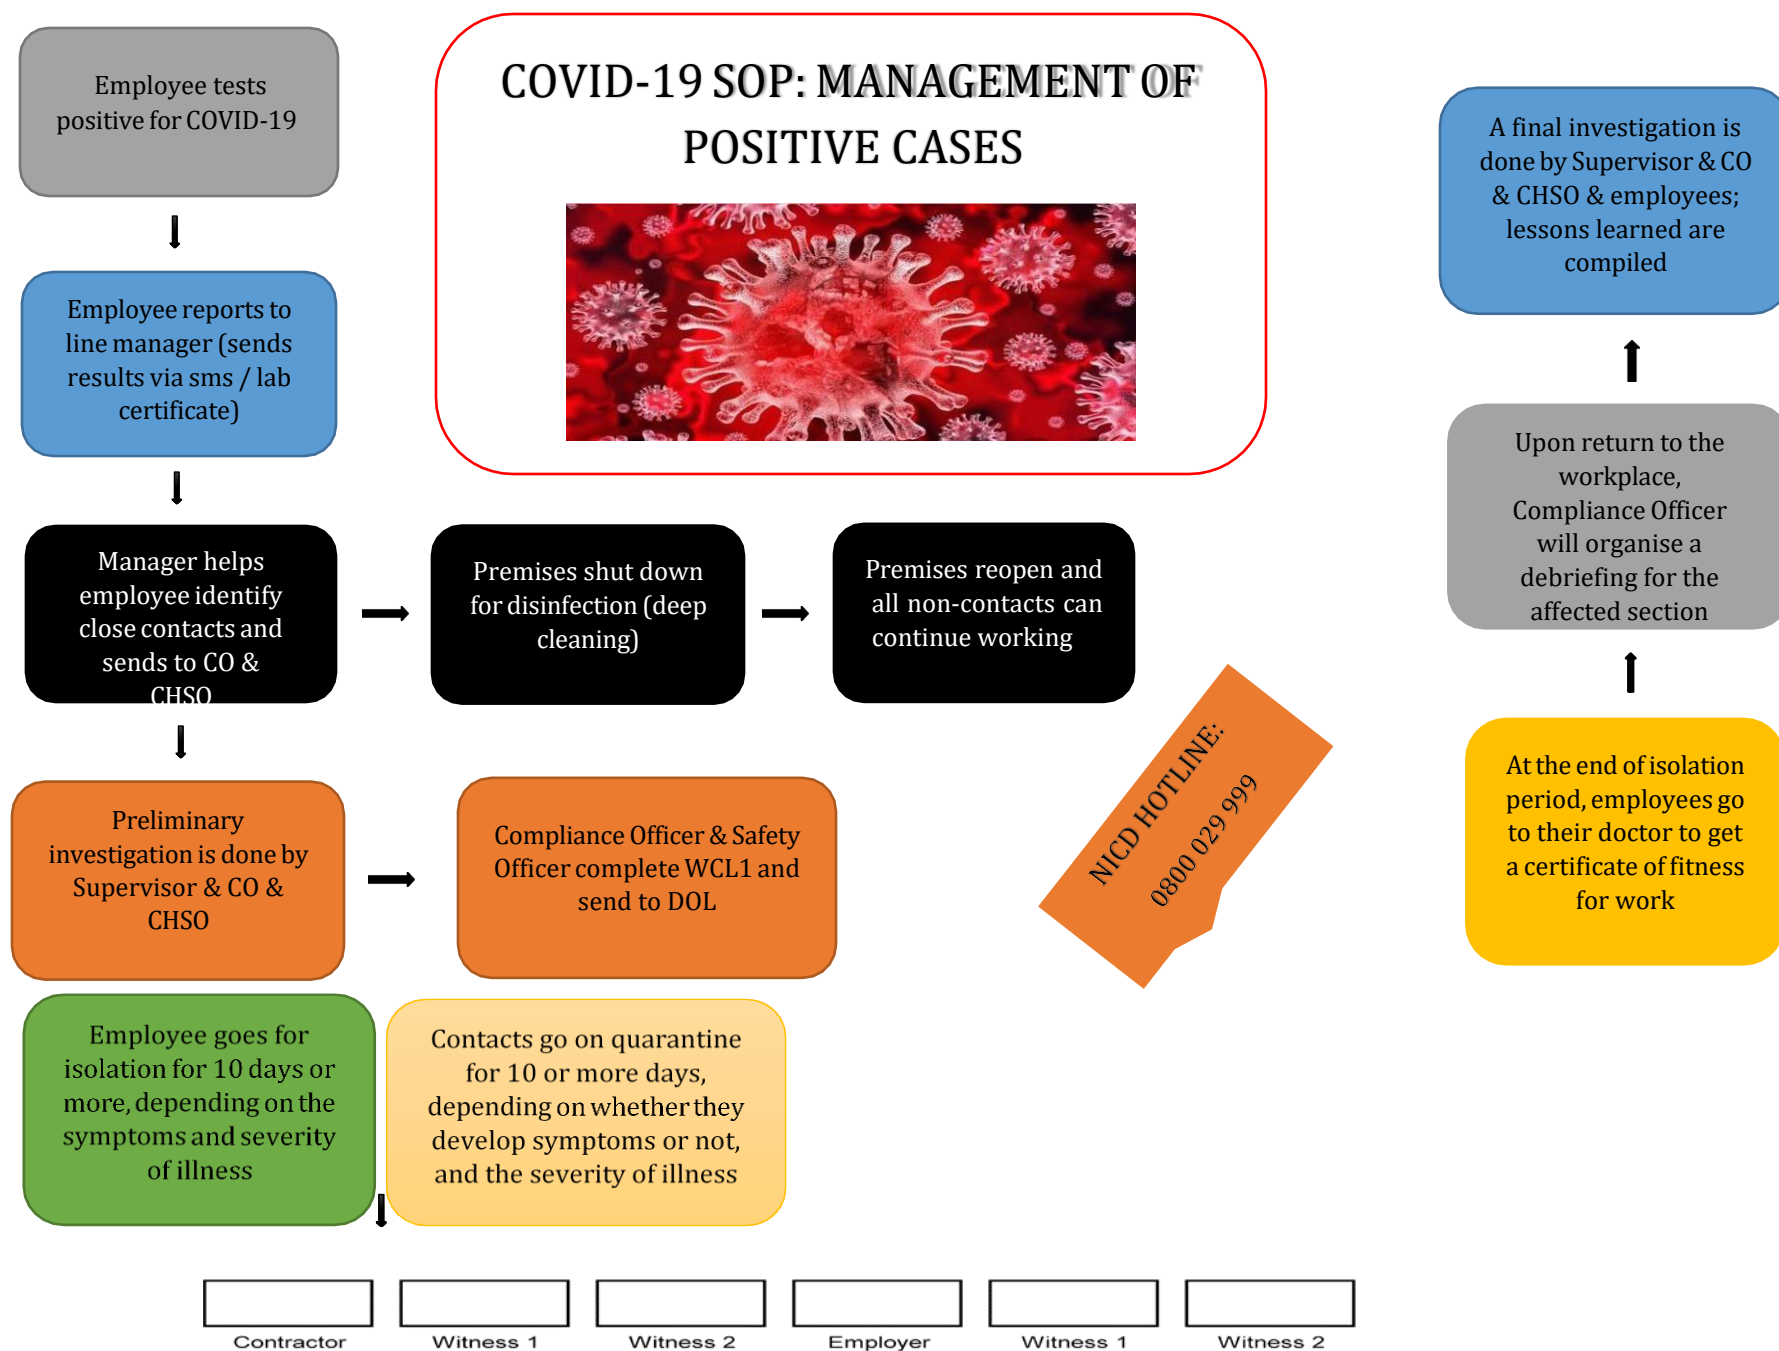 Employee tests
positive for COVID-19
COVID-19 SOP: MANAGEMENT OF
POSITIVE CASES
Employee reports to
line manager (sends
results via sms / lab
certificate)
Manager helps
employee identify
close contacts and
sends to CO &
CHSO
Premises shut down
for disinfection (deep
cleaning)
Premises reopen and
all non-contacts can
continue working
Preliminary
investigation is done by
Supervisor & CO &
CHSO
Compliance Officer & Safety
Officer complete WCL1 and
send to DOL
NICD HOTLINE:
0800 029 999
Employee goes for
isolation for 10 days or
more, depending on the
symptoms and severity
of illness
Contacts go on quarantine
for 10 or more days,
depending on whether they
develop symptoms or not,
and the severity of illness
A final investigation is
done by Supervisor & CO
& CHSO & employees;
lessons learned are
compiled
Upon return to the
workplace,
Compliance Officer
will organise a
debriefing for the
affected section
At the end of isolation
period, employees go
to their doctor to get
a certificate of fitness
for work
Contractor
Witness 1
Witness 2
Employer
Witness 1
Witness 2